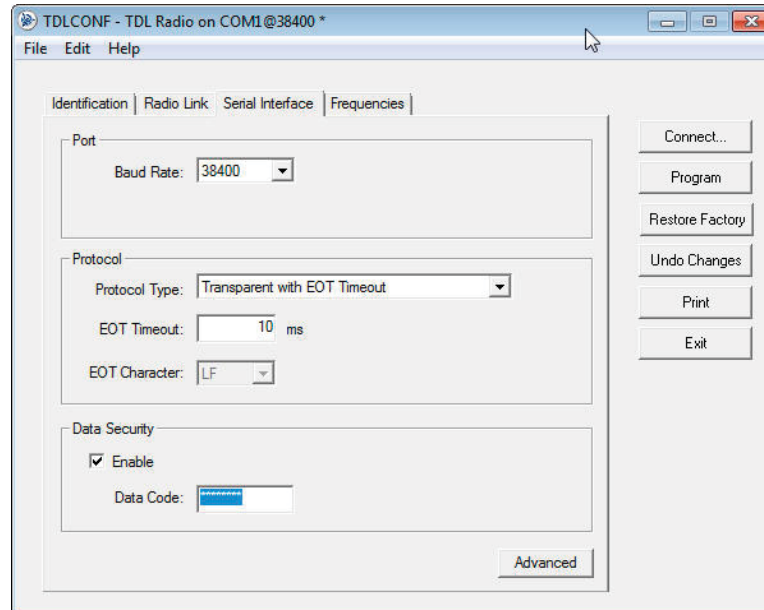 TDLCONF - TDL Radio on COM1@38400 *
File Edit Help
Identification Radio Link Serial Interface Frequencies
Port
Baud Rate: 38400
Protocol
Protocol Type: Transparent with EOT Timeout
EOT Timeout: 10 ms
EOT Character: LF
Data Security
Enable
Data Code: ********
Advanced
Connect...
Program
Restore Factory
Undo Changes
Print
Exit